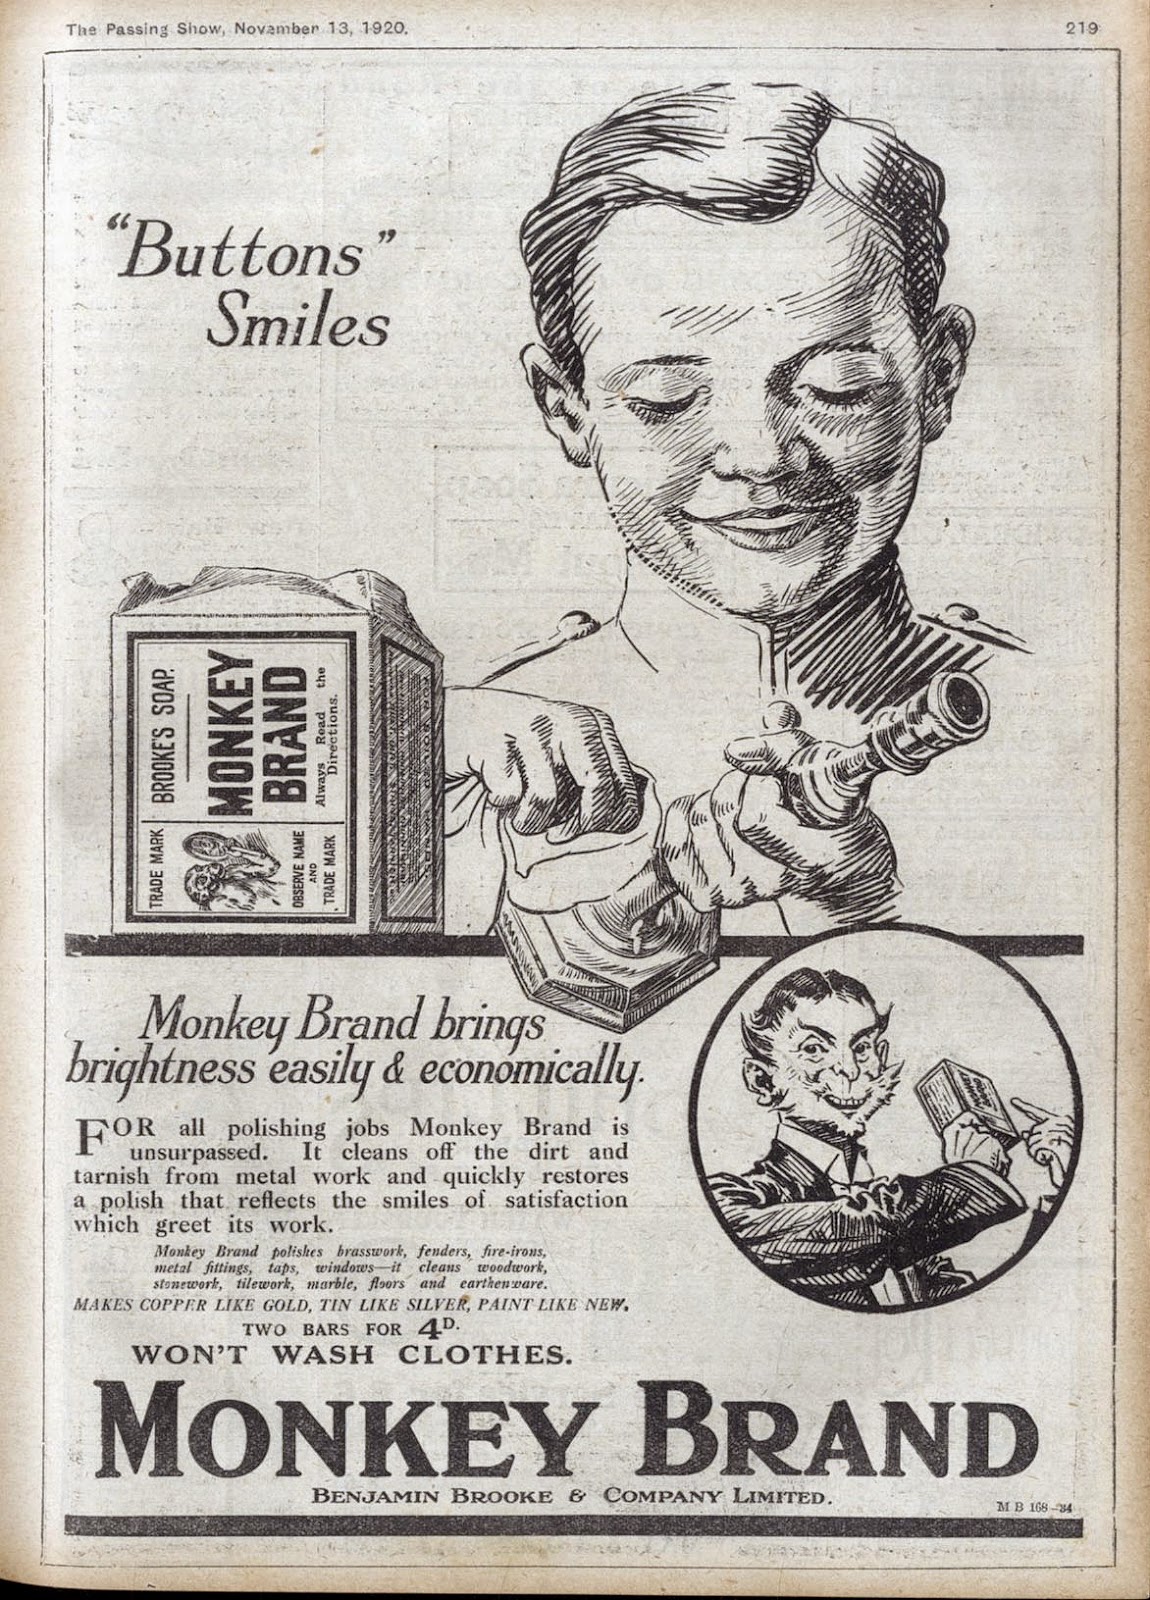 The Passing Show, November 13, 1920.
219
"Buttons"
Smiles
TRADE MARK
BROOKE'S SOAP.
MONKEY
BRAND
Always Read the
Directions.
OBSERVE NAME
AND
TRADE MARK
Monkey Brand brings
brightness easily & economically.
FOR all polishing jobs Monkey Brand is
unsurpassed. It cleans off the dirt and
tarnish from metal work and quickly restores
a polish that reflects the smiles of satisfaction
which greet its work.
Monkey Brand polishes brasswork, fenders, fire-irons,
metal fittings, taps, windows—it cleans woodwork,
stonework, tilework, marble, floors and earthenware.
MAKES COPPER LIKE GOLD, TIN LIKE SILVER, PAINT LIKE NEW.
TWO BARS FOR 4D.
WON'T WASH CLOTHES.
MONKEY BRAND
BENJAMIN BROOKE & COMPANY LIMITED.
M B 168-34